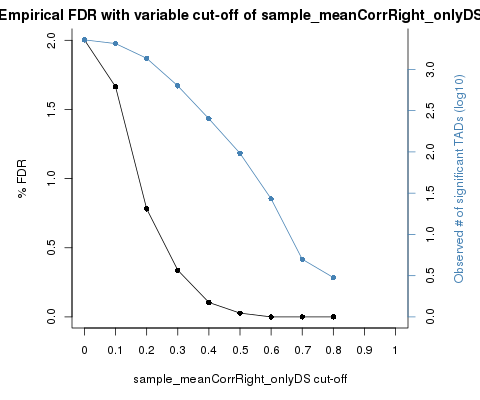 Empirical FDR with variable cut-off of sample_meanCorrRight_onlyDS
% FDR
2.0
1.5
1.0
0.5
0.0
3.0
2.5
2.0
1.5
1.0
0.5
0.0
Observed # of significant TADs (log10)
0 0.1 0.2 0.3 0.4 0.5 0.6 0.7 0.8 0.9 1
sample_meanCorrRight_onlyDS cut-off